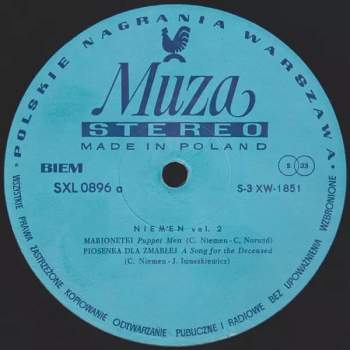 • POLSKIE NAGRANIA WARSZAWA •
Muza
STEREO
MADE IN POLAND
BIEM
S 33
SXL 0896 a
S-3 XW-1851
NIEMEN vol. 2
MARIONETKI Puppet Men (C. Niemen - C. Norwid)
PIOSENKA DLA ZMARŁEJ A Song for the Deceased
(C. Niemen - J. Iwaszkiewicz)
WSZYSTKIE PRAWA ZASTRZEŻONE KOPIOWANIE ODTWARZANIE PUBLICZNE I RADIOWE BEZ UPOWAŻNIENIA WZBRONIONE